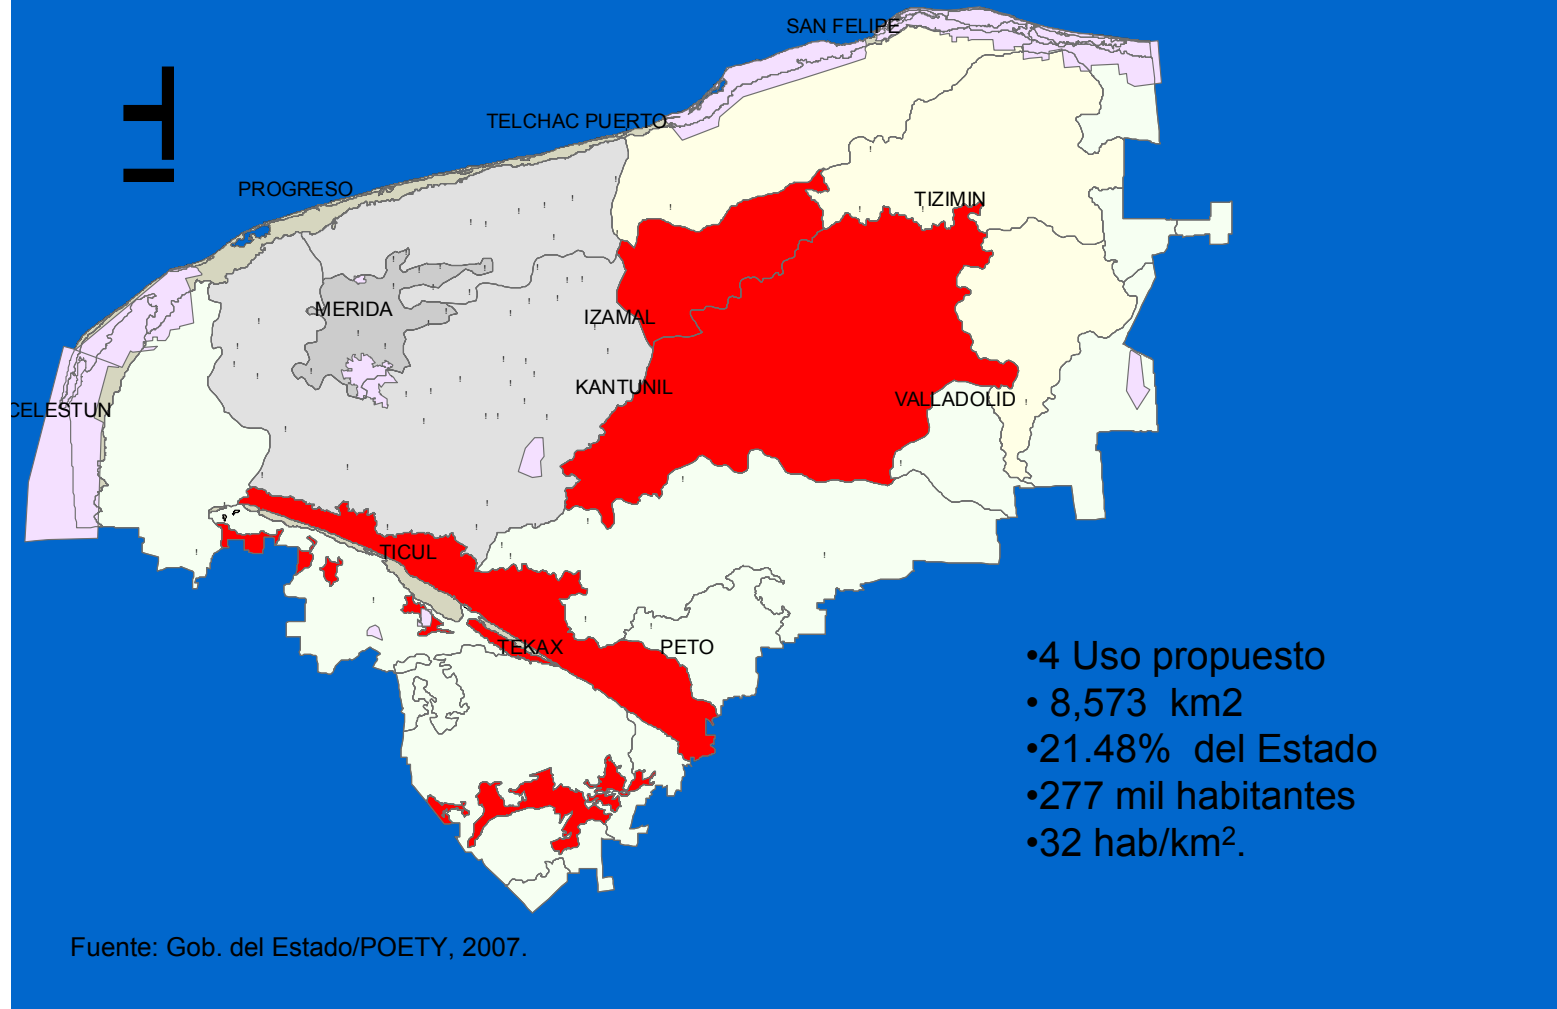 SAN FELIPE
TELCHAC PUERTO
PROGRESO
TIZIMIN
MERIDA
IZAMAL
KANTUNIL
VALLADOLID
CELESTUN
TICUL
TEKAX
PETO
•4 Uso propuesto
• 8,573 km2
•21.48% del Estado
•277 mil habitantes
•32 hab/km².
Fuente: Gob. del Estado/POETY, 2007.